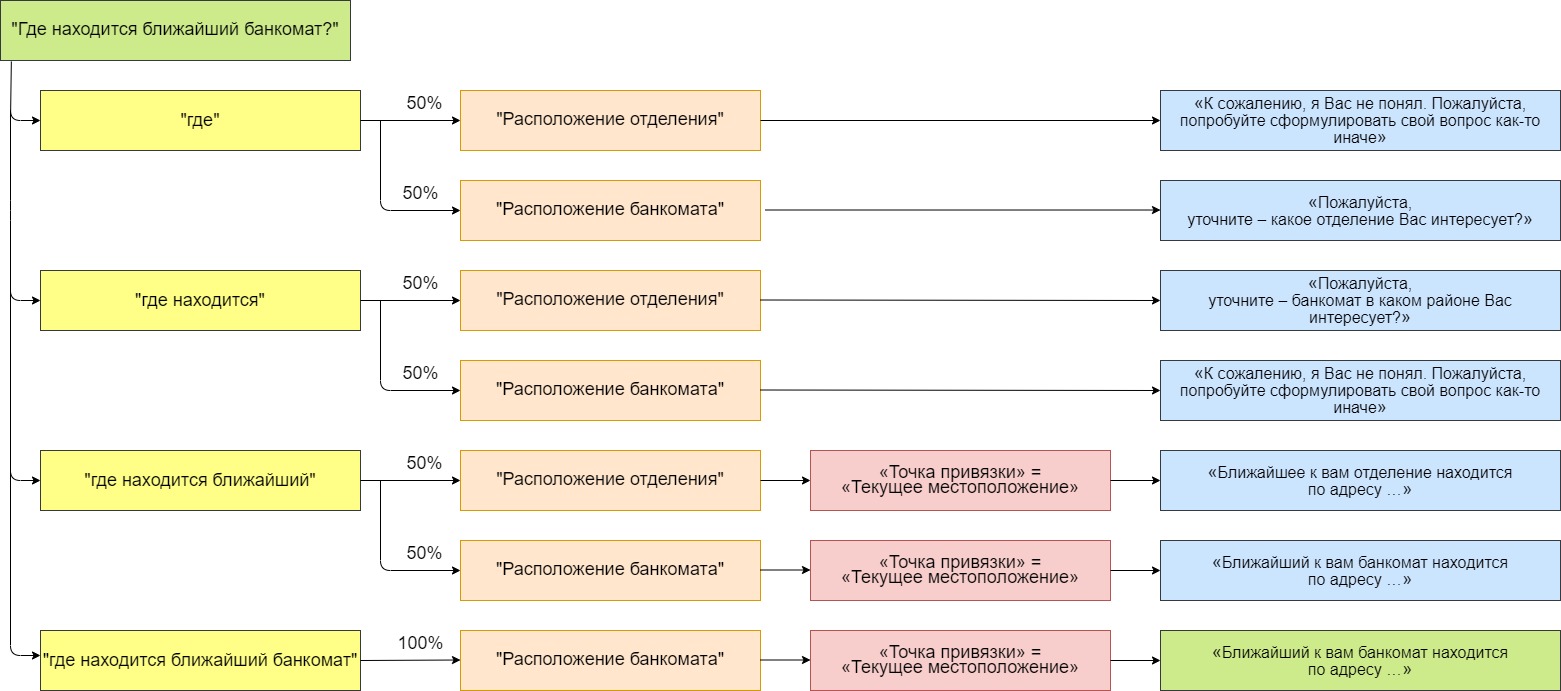 "Где находится ближайший банкомат?"
"где"
50%
"Расположение отделения"
«К сожалению, я Вас не понял. Пожалуйста,
попробуйте сформулировать свой вопрос как-то
иначе»
50%
"Расположение банкомата"
«Пожалуйста,
уточните – какое отделение Вас интересует?»
"где находится"
50%
"Расположение отделения"
«Пожалуйста,
уточните – банкомат в каком районе Вас
интересует?»
50%
"Расположение банкомата"
«К сожалению, я Вас не понял. Пожалуйста,
попробуйте сформулировать свой вопрос как-то
иначе»
"где находится ближайший"
50%
"Расположение отделения"
«Точка привязки» =
«Текущее местоположение»
«Ближайшее к вам отделение находится
по адресу …»
50%
"Расположение банкомата"
«Точка привязки» =
«Текущее местоположение»
«Ближайший к вам банкомат находится
по адресу …»
"где находится ближайший банкомат"
100%
"Расположение банкомата"
«Точка привязки» =
«Текущее местоположение»
«Ближайший к вам банкомат находится
по адресу …»